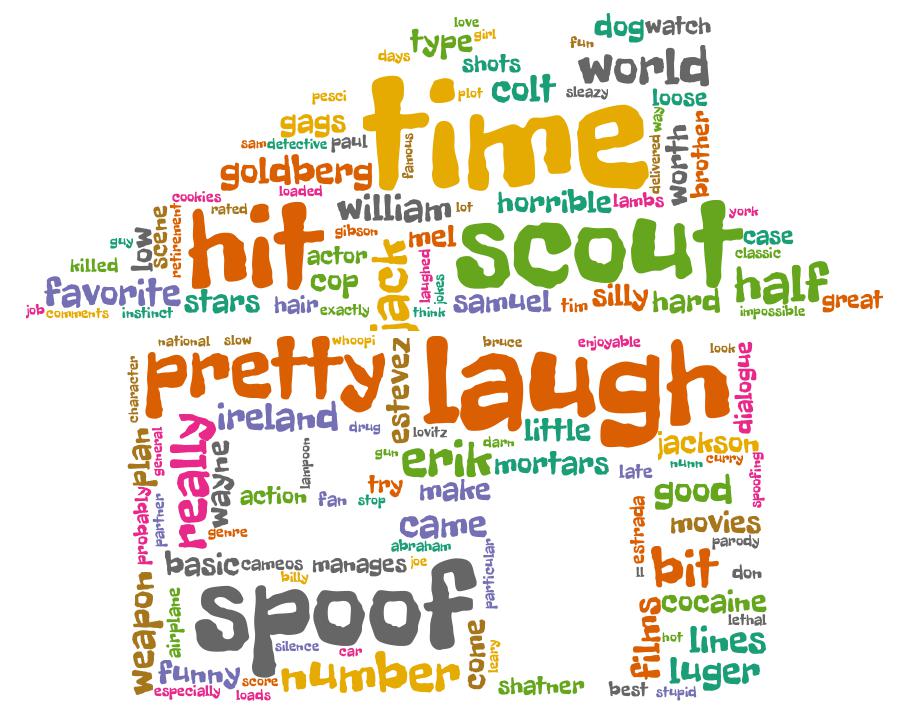 love
type girl
days
shots
fun
dog watch
world
pesci
plot
colt sleazy
loose
time
gags
sam detective paul
famous
delivered way
worth
brother
goldberg
cookies loaded
horrible lambs
rated
william lot
york
hit
scout
guy
low
scene
retirement
gibson mel
case
classic
killed
actor
cop
jack
laughed
jokes
half
favorite stars
hair exactly
think samuel tim silly hard
impossible great
job comments instinct
national slow whoopi
bruce enjoyable look
character
pretty
estevez
laugh
dialogue
ireland drug
lovitz
little
plan
general
really
wayne
lampoon
gun erik darn mortars
late jackson
nunn curry
spoofing
probably
partner
action fan stop try make
good
genre
came
estrada
movies
parody
abraham
basic cameos manages joe
particular
ll bit don
billy
weapon
airplane
spoof
cocaine
lethal
films
hot lines
silence car
come
leary
funny score number
luger
especially loads
shatner best stupid